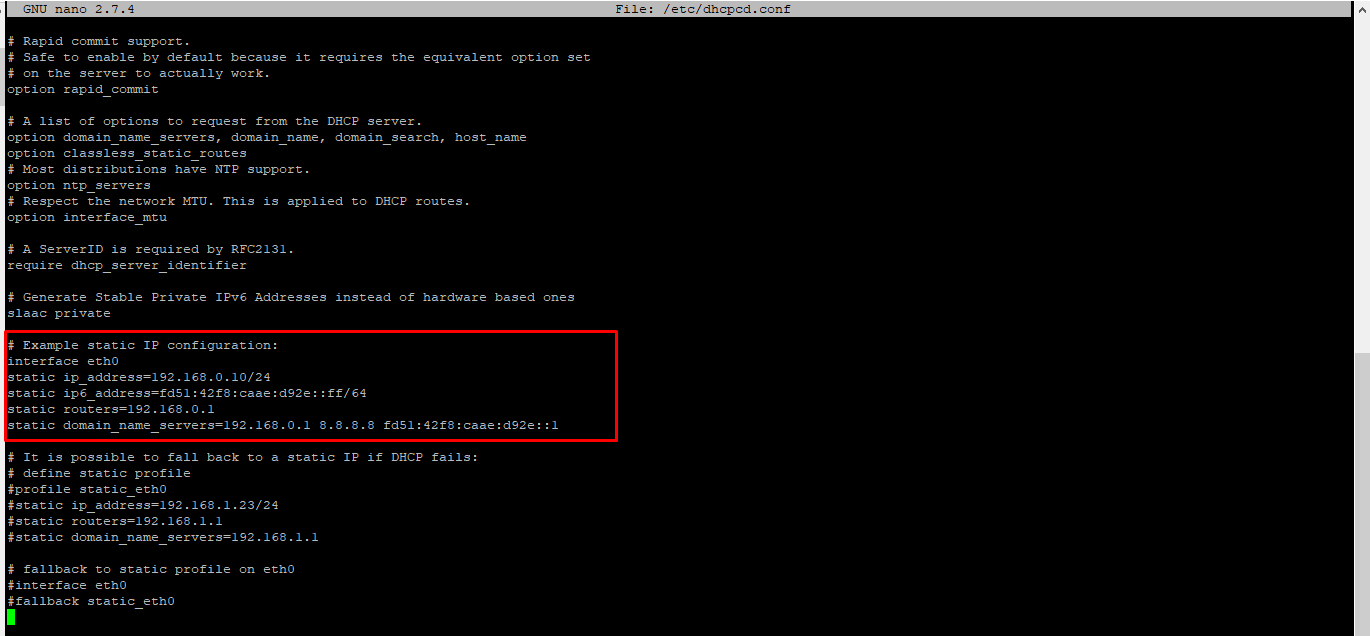 GNU nano 2.7.4 File: /etc/dhcpcd.conf
# Rapid commit support.
# Safe to enable by default because it requires the equivalent option set
# on the server to actually work.
option rapid_commit
# A list of options to request from the DHCP server.
option domain_name_servers, domain_name, domain_search, host_name
option classless_static_routes
# Most distributions have NTP support.
option ntp_servers
# Respect the network MTU. This is applied to DHCP routes.
option interface_mtu
# A ServerID is required by RFC2131.
require dhcp_server_identifier
# Generate Stable Private IPv6 Addresses instead of hardware based ones
slaac private
# Example static IP configuration:
interface eth0
static ip_address=192.168.0.10/24
static ip6_address=fd51:42f8:caae:d92e::ff/64
static routers=192.168.0.1
static domain_name_servers=192.168.0.1 8.8.8.8 fd51:42f8:caae:d92e::1
# It is possible to fall back to a static IP if DHCP fails:
# define static profile
#profile static_eth0
#static ip_address=192.168.1.23/24
#static routers=192.168.1.1
#static domain_name_servers=192.168.1.1
# fallback to static profile on eth0
#interface eth0
#fallback static_eth0